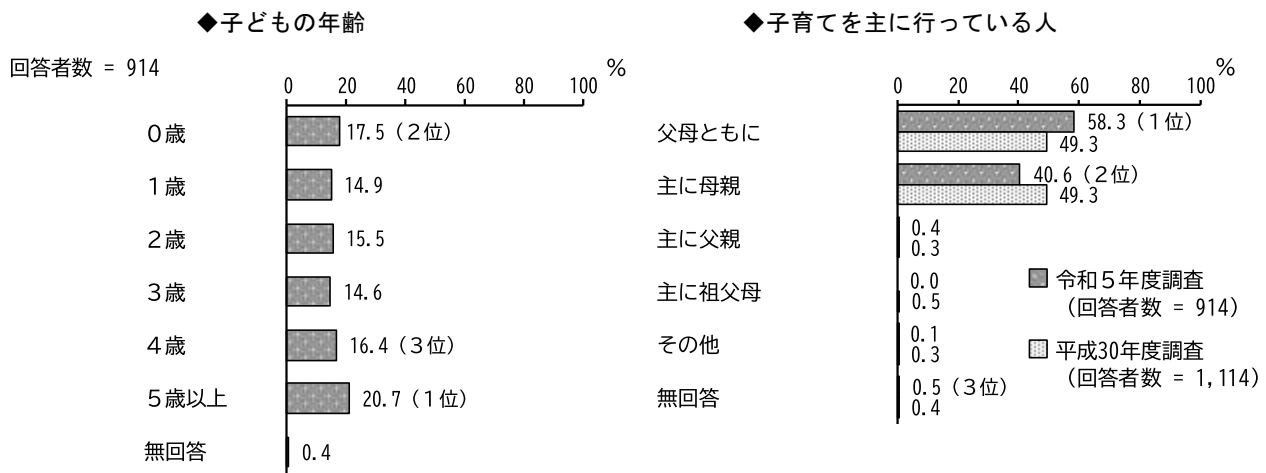 ◆子どもの年齢
回答者数 = 914
0 20 40 60 80 100 %
０歳 17.5（２位）
１歳 14.9
２歳 15.5
３歳 14.6
４歳 16.4（３位）
５歳以上 20.7（１位）
無回答 0.4
◆子育てを主に行っている人
0 20 40 60 80 100 %
父母ともに 58.3（１位）
49.3
主に母親 40.6（２位）
49.3
主に父親 0.4
0.3
主に祖父母 0.0
0.5
その他 0.1
0.3
無回答 0.5（３位）
0.4
令和５年度調査
（回答者数 = 914）
平成30年度調査
（回答者数 = 1,114）